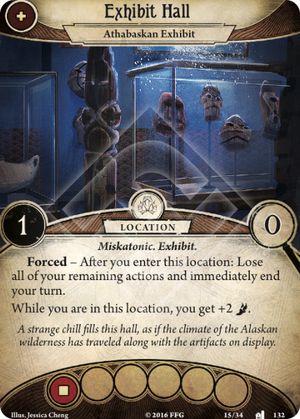 Exhibit Hall
Athabaskan Exhibit
1
LOCATION
0
Miskatonic. Exhibit.
Forced – After you enter this location: Lose
all of your remaining actions and immediately end
your turn.
While you are in this location, you get +2
A strange chill fills this hall, as if the climate of the Alaskan
wilderness has traveled along with the artifacts on display.
Illus. Jessica Cheng
© 2016 FFG
15/34
132